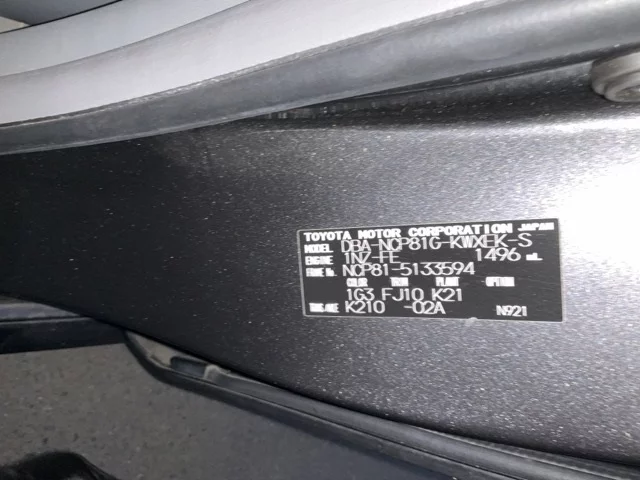 TOYOTA MOTOR CORPORATION JAPAN
MODEL DBA-NCP81G-KWXEK-S
ENGINE 1NZ-FE 1496 mL
FRAME No. NCP81-5133594
COLOR TRIM PLANT OPTION
1G3 FJ10 K21
TRANS/AXLE K210 -02A N921